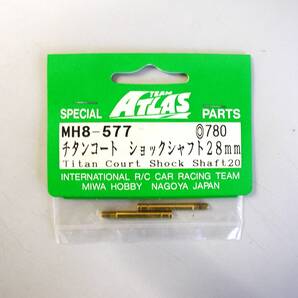 TEAM
ATLAS
SPECIAL PARTS
MH8-577 ◎780
チタンコート ショックシャフト28mm
Titan Court Shock Shaft20
INTERNATIONAL R/C CAR RACING TEAM
MIWA HOBBY NAGOYA JAPAN